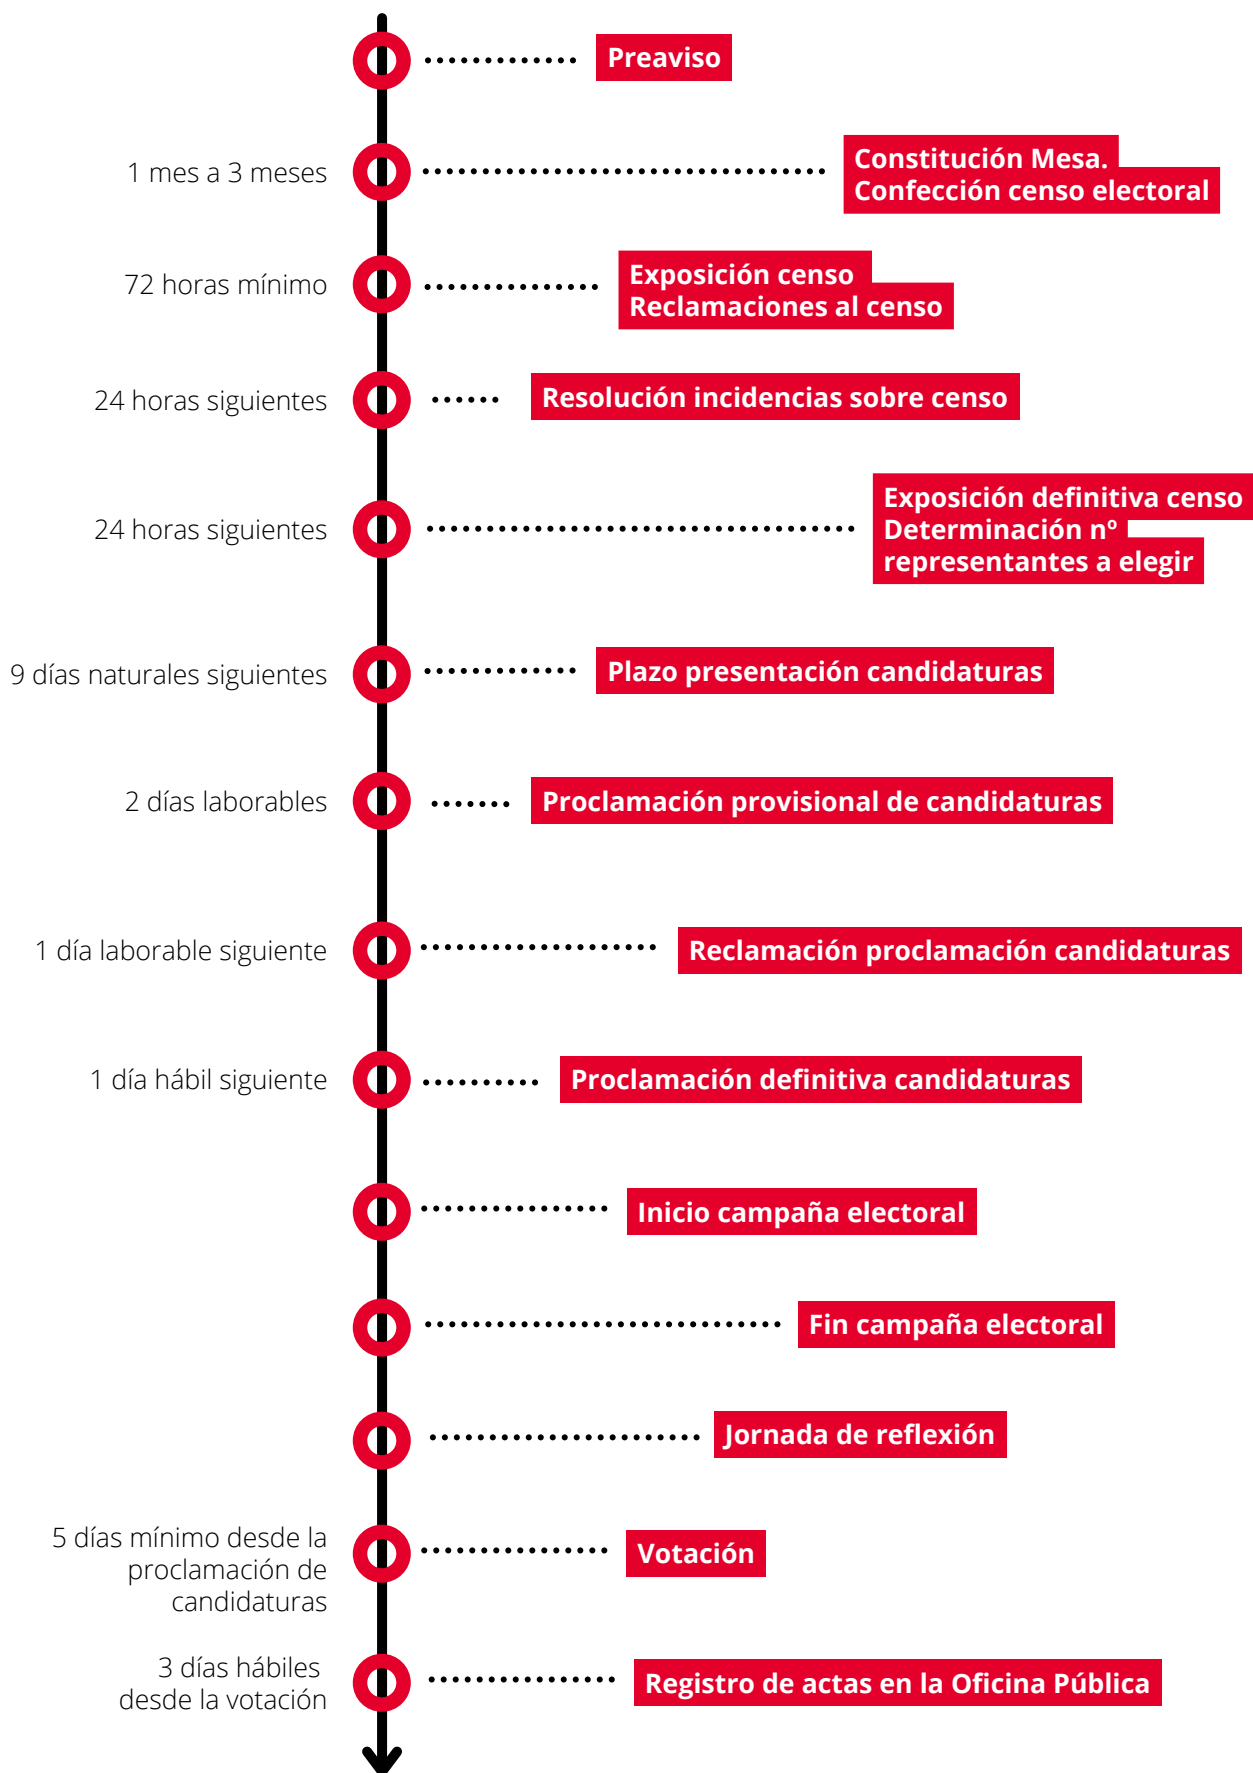 Preaviso
1 mes a 3 meses
Constitución Mesa.
Confección censo electoral
72 horas mínimo
Exposición censo
Reclamaciones al censo
24 horas siguientes
Resolución incidencias sobre censo
24 horas siguientes
Exposición definitiva censo
Determinación nº
representantes a elegir
9 días naturales siguientes
Plazo presentación candidaturas
2 días laborables
Proclamación provisional de candidaturas
1 día laborable siguiente
Reclamación proclamación candidaturas
1 día hábil siguiente
Proclamación definitiva candidaturas
Inicio campaña electoral
Fin campaña electoral
Jornada de reflexión
5 días mínimo desde la
proclamación de
candidaturas
Votación
3 días hábiles
desde la votación
Registro de actas en la Oficina Pública